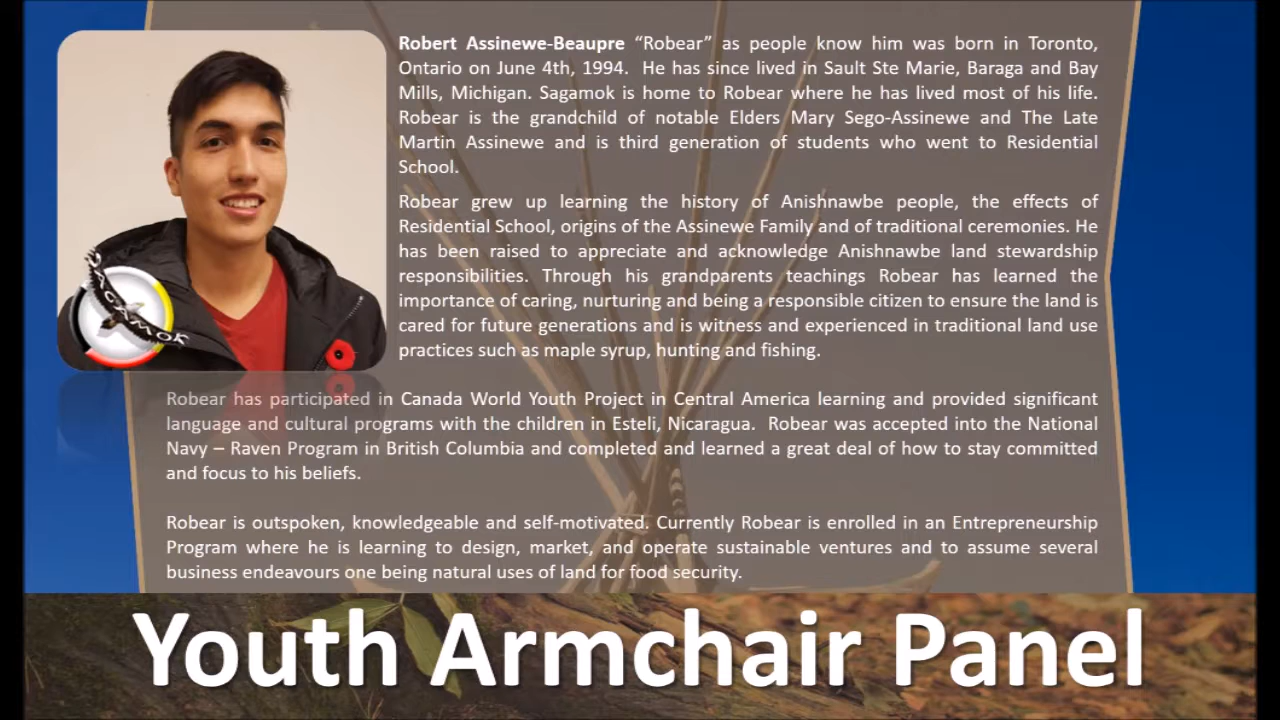 Robert Assinewe-Beaupre “Robear” as people know him was born in Toronto,
Ontario on June 4th, 1994. He has since lived in Sault Ste Marie, Baraga and Bay
Mills, Michigan. Sagamok is home to Robear where he has lived most of his life.
Robear is the grandchild of notable Elders Mary Sego-Assinewe and The Late
Martin Assinewe and is third generation of students who went to Residential
School.
Robear grew up learning the history of Anishnawbe people, the effects of
Residential School, origins of the Assinewe Family and of traditional ceremonies. He
has been raised to appreciate and acknowledge Anishnawbe land stewardship
responsibilities. Through his grandparents teachings Robear has learned the
importance of caring, nurturing and being a responsible citizen to ensure the land is
cared for future generations and is witness and experienced in traditional land use
practices such as maple syrup, hunting and fishing.
SAGAMOK
Robear has participated in Canada World Youth Project in Central America learning and provided significant
language and cultural programs with the children in Esteli, Nicaragua. Robear was accepted into the National
Navy – Raven Program in British Columbia and completed and learned a great deal of how to stay committed
and focus to his beliefs.
Robear is outspoken, knowledgeable and self-motivated. Currently Robear is enrolled in an Entrepreneurship
Program where he is learning to design, market, and operate sustainable ventures and to assume several
business endeavours one being natural uses of land for food security.
Youth Armchair Panel